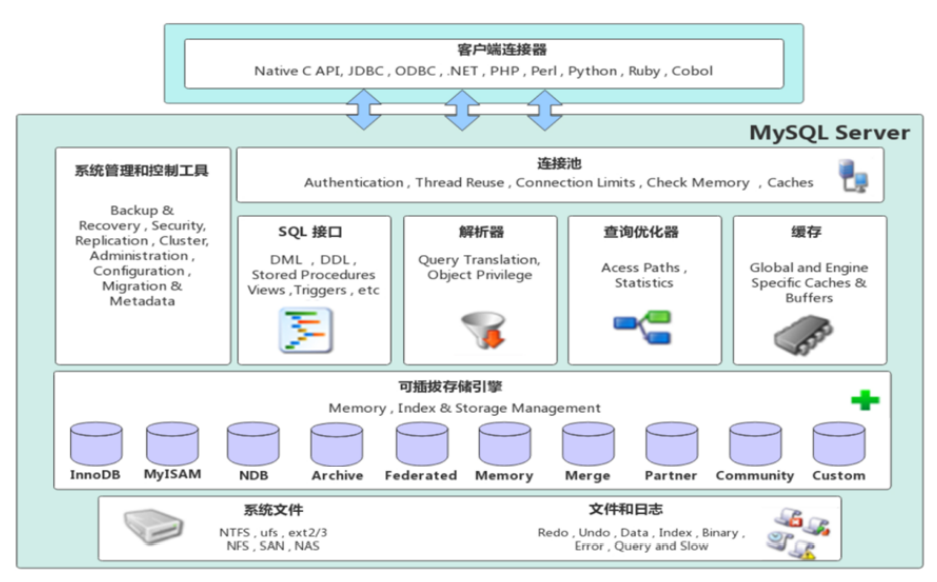 客户端连接器
Native C API, JDBC , ODBC , .NET , PHP , Perl , Python , Ruby , Cobol
MySQL Server
系统管理和控制工具
Backup &
Recovery , Security,
Replication , Cluster,
Administration ,
Configuration ,
Migration &
Metadata
连接池
Authentication , Thread Reuse , Connection Limits , Check Memory , Caches
SQL 接口
DML , DDL ,
Stored Procedures
Views ,Triggers , etc
解析器
Query Translation,
Object Privilege
查询优化器
Acess Paths ,
Statistics
缓存
Global and Engine
Specific Caches &
Buffers
可插拔存储引擎
Memory , Index & Storage Management
InnoDB
MyISAM
NDB
Archive
Federated
Memory
Merge
Partner
Community
Custom
系统文件
NTFS , ufs , ext2/3
NFS , SAN , NAS
文件和日志
Redo , Undo , Data , Index , Binary ,
Error , Query and Slow